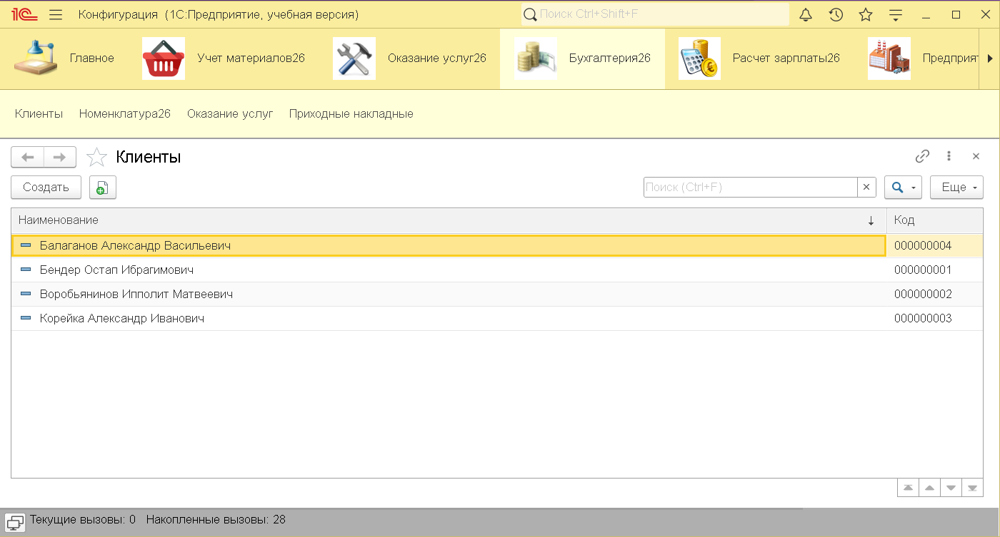 1С Конфигурация (1С:Предприятие, учебная версия) Поиск Ctrl+Shift+F
Главное Учет материалов26 Оказание услуг26 Бухгалтерия26 Расчет зарплаты26 Предприят
Клиенты Номенклатура26 Оказание услуг Приходные накладные
Клиенты
Создать Поиск (Ctrl+F) × Еще
Наименование ↓ Код
Балаганов Александр Васильевич 000000004
Бендер Остап Ибрагимович 000000001
Воробьянинов Ипполит Матвеевич 000000002
Корейка Александр Иванович 000000003
Текущие вызовы: 0 Накопленные вызовы: 28